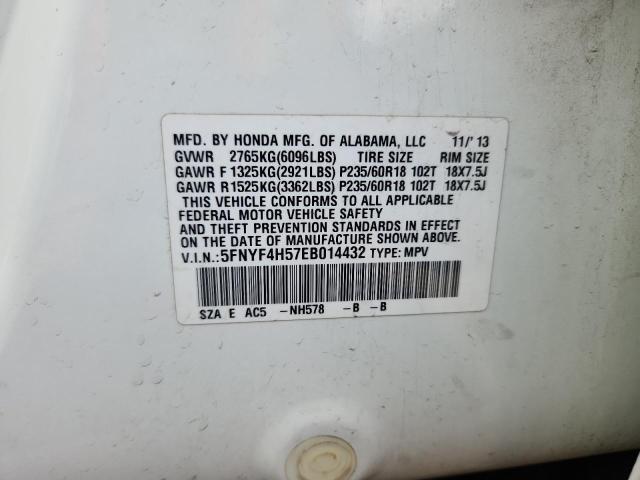 MFD. BY HONDA MFG. OF ALABAMA, LLC 11/'13
GVWR 2765KG(6096LBS) TIRE SIZE RIM SIZE
GAWR F 1325KG(2921LBS) P235/60R18 102T 18X7.5J
GAWR R1525KG(3362LBS) P235/60R18 102T 18X7.5J
THIS VEHICLE CONFORMS TO ALL APPLICABLE
FEDERAL MOTOR VEHICLE SAFETY
AND THEFT PREVENTION STANDARDS IN EFFECT
ON THE DATE OF MANUFACTURE SHOWN ABOVE.
V.I.N.:5FNYF4H57EB014432 TYPE: MPV
SZA E AC5 -NH578 -B -B